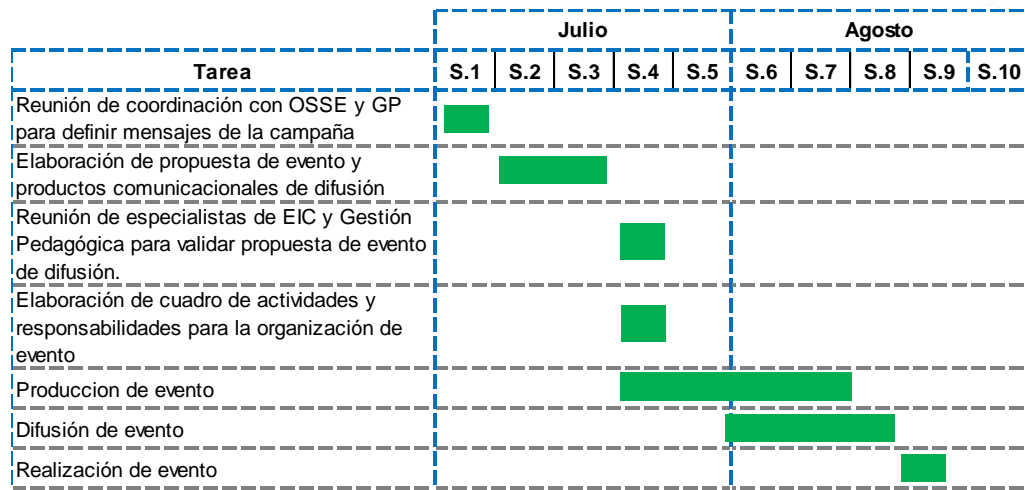 Julio Agosto
Tarea S.1 S.2 S.3 S.4 S.5 S.6 S.7 S.8 S.9 S.10
Reunión de coordinación con OSSE y GP
para definir mensajes de la campaña
Elaboración de propuesta de evento y
productos comunicacionales de difusión
Reunión de especialistas de EIC y Gestión
Pedagógica para validar propuesta de evento
de difusión.
Elaboración de cuadro de actividades y
responsabilidades para la organización de
evento
Produccion de evento
Difusión de evento
Realización de evento